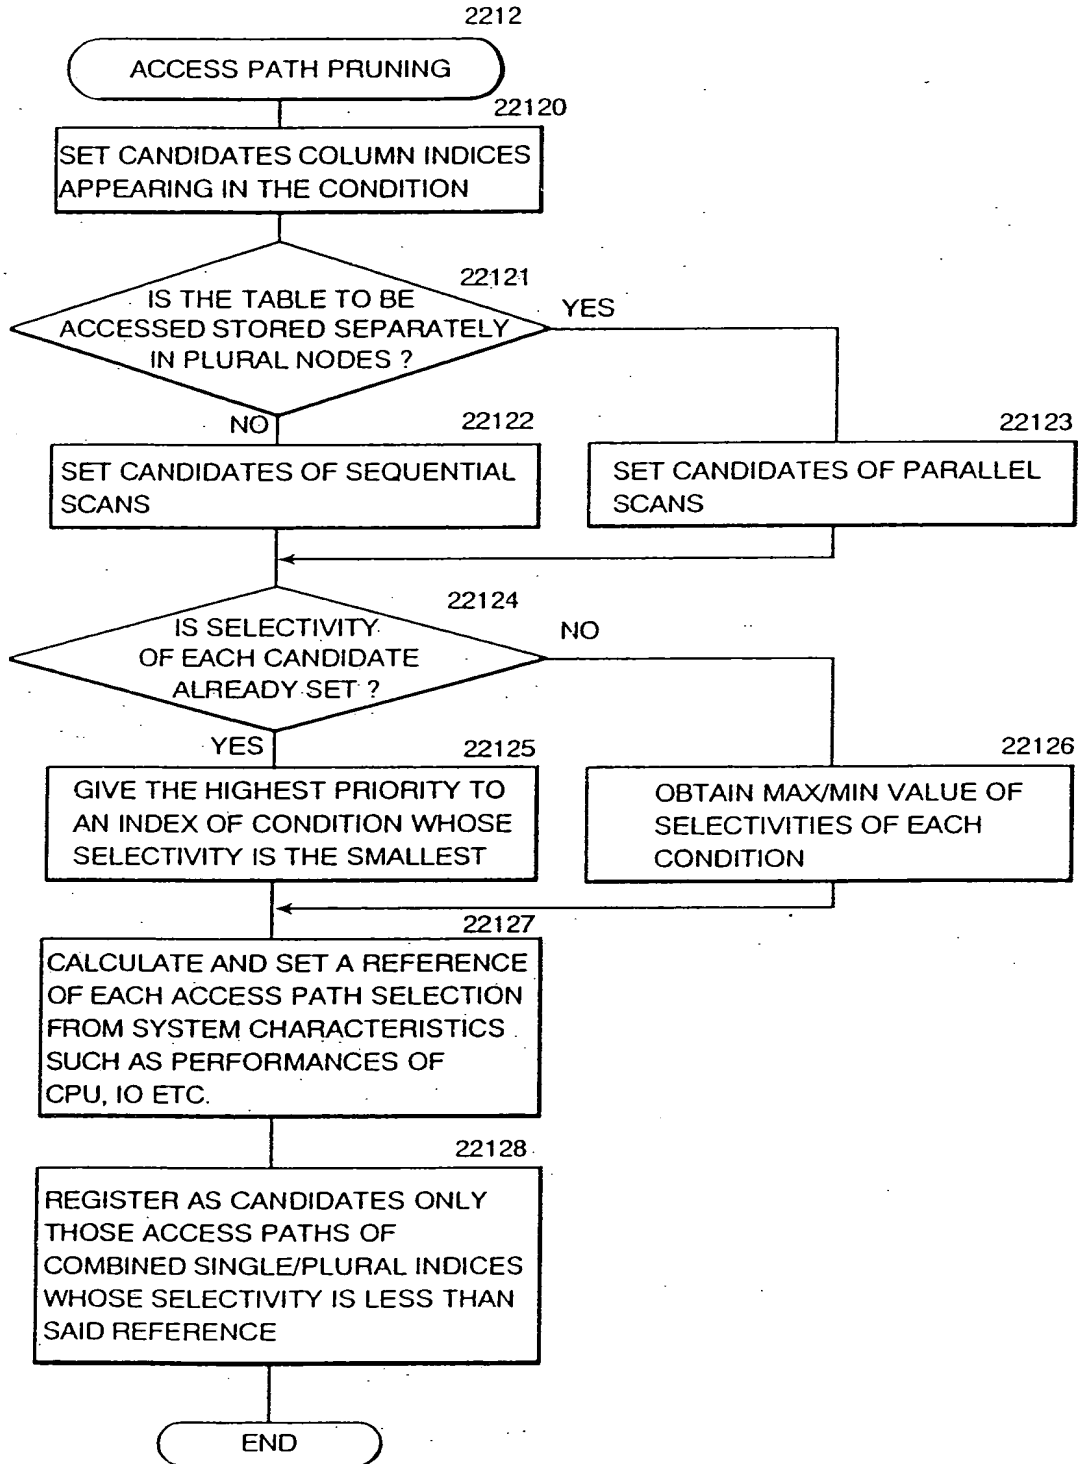 2212
ACCESS PATH PRUNING
22120
SET CANDIDATES COLUMN INDICES
APPEARING IN THE CONDITION
22121
IS THE TABLE TO BE
ACCESSED STORED SEPARATELY
IN PLURAL NODES ?
YES
NO
22122
SET CANDIDATES OF SEQUENTIAL
SCANS
22123
SET CANDIDATES OF PARALLEL
SCANS
22124
IS SELECTIVITY
OF EACH CANDIDATE
ALREADY SET ?
NO
YES
22125
GIVE THE HIGHEST PRIORITY TO
AN INDEX OF CONDITION WHOSE
SELECTIVITY IS THE SMALLEST
22126
OBTAIN MAX/MIN VALUE OF
SELECTIVITIES OF EACH
CONDITION
22127
CALCULATE AND SET A REFERENCE
OF EACH ACCESS PATH SELECTION
FROM SYSTEM CHARACTERISTICS
SUCH AS PERFORMANCES OF
CPU, IO ETC.
22128
REGISTER AS CANDIDATES ONLY
THOSE ACCESS PATHS OF
COMBINED SINGLE/PLURAL INDICES
WHOSE SELECTIVITY IS LESS THAN
SAID REFERENCE
END